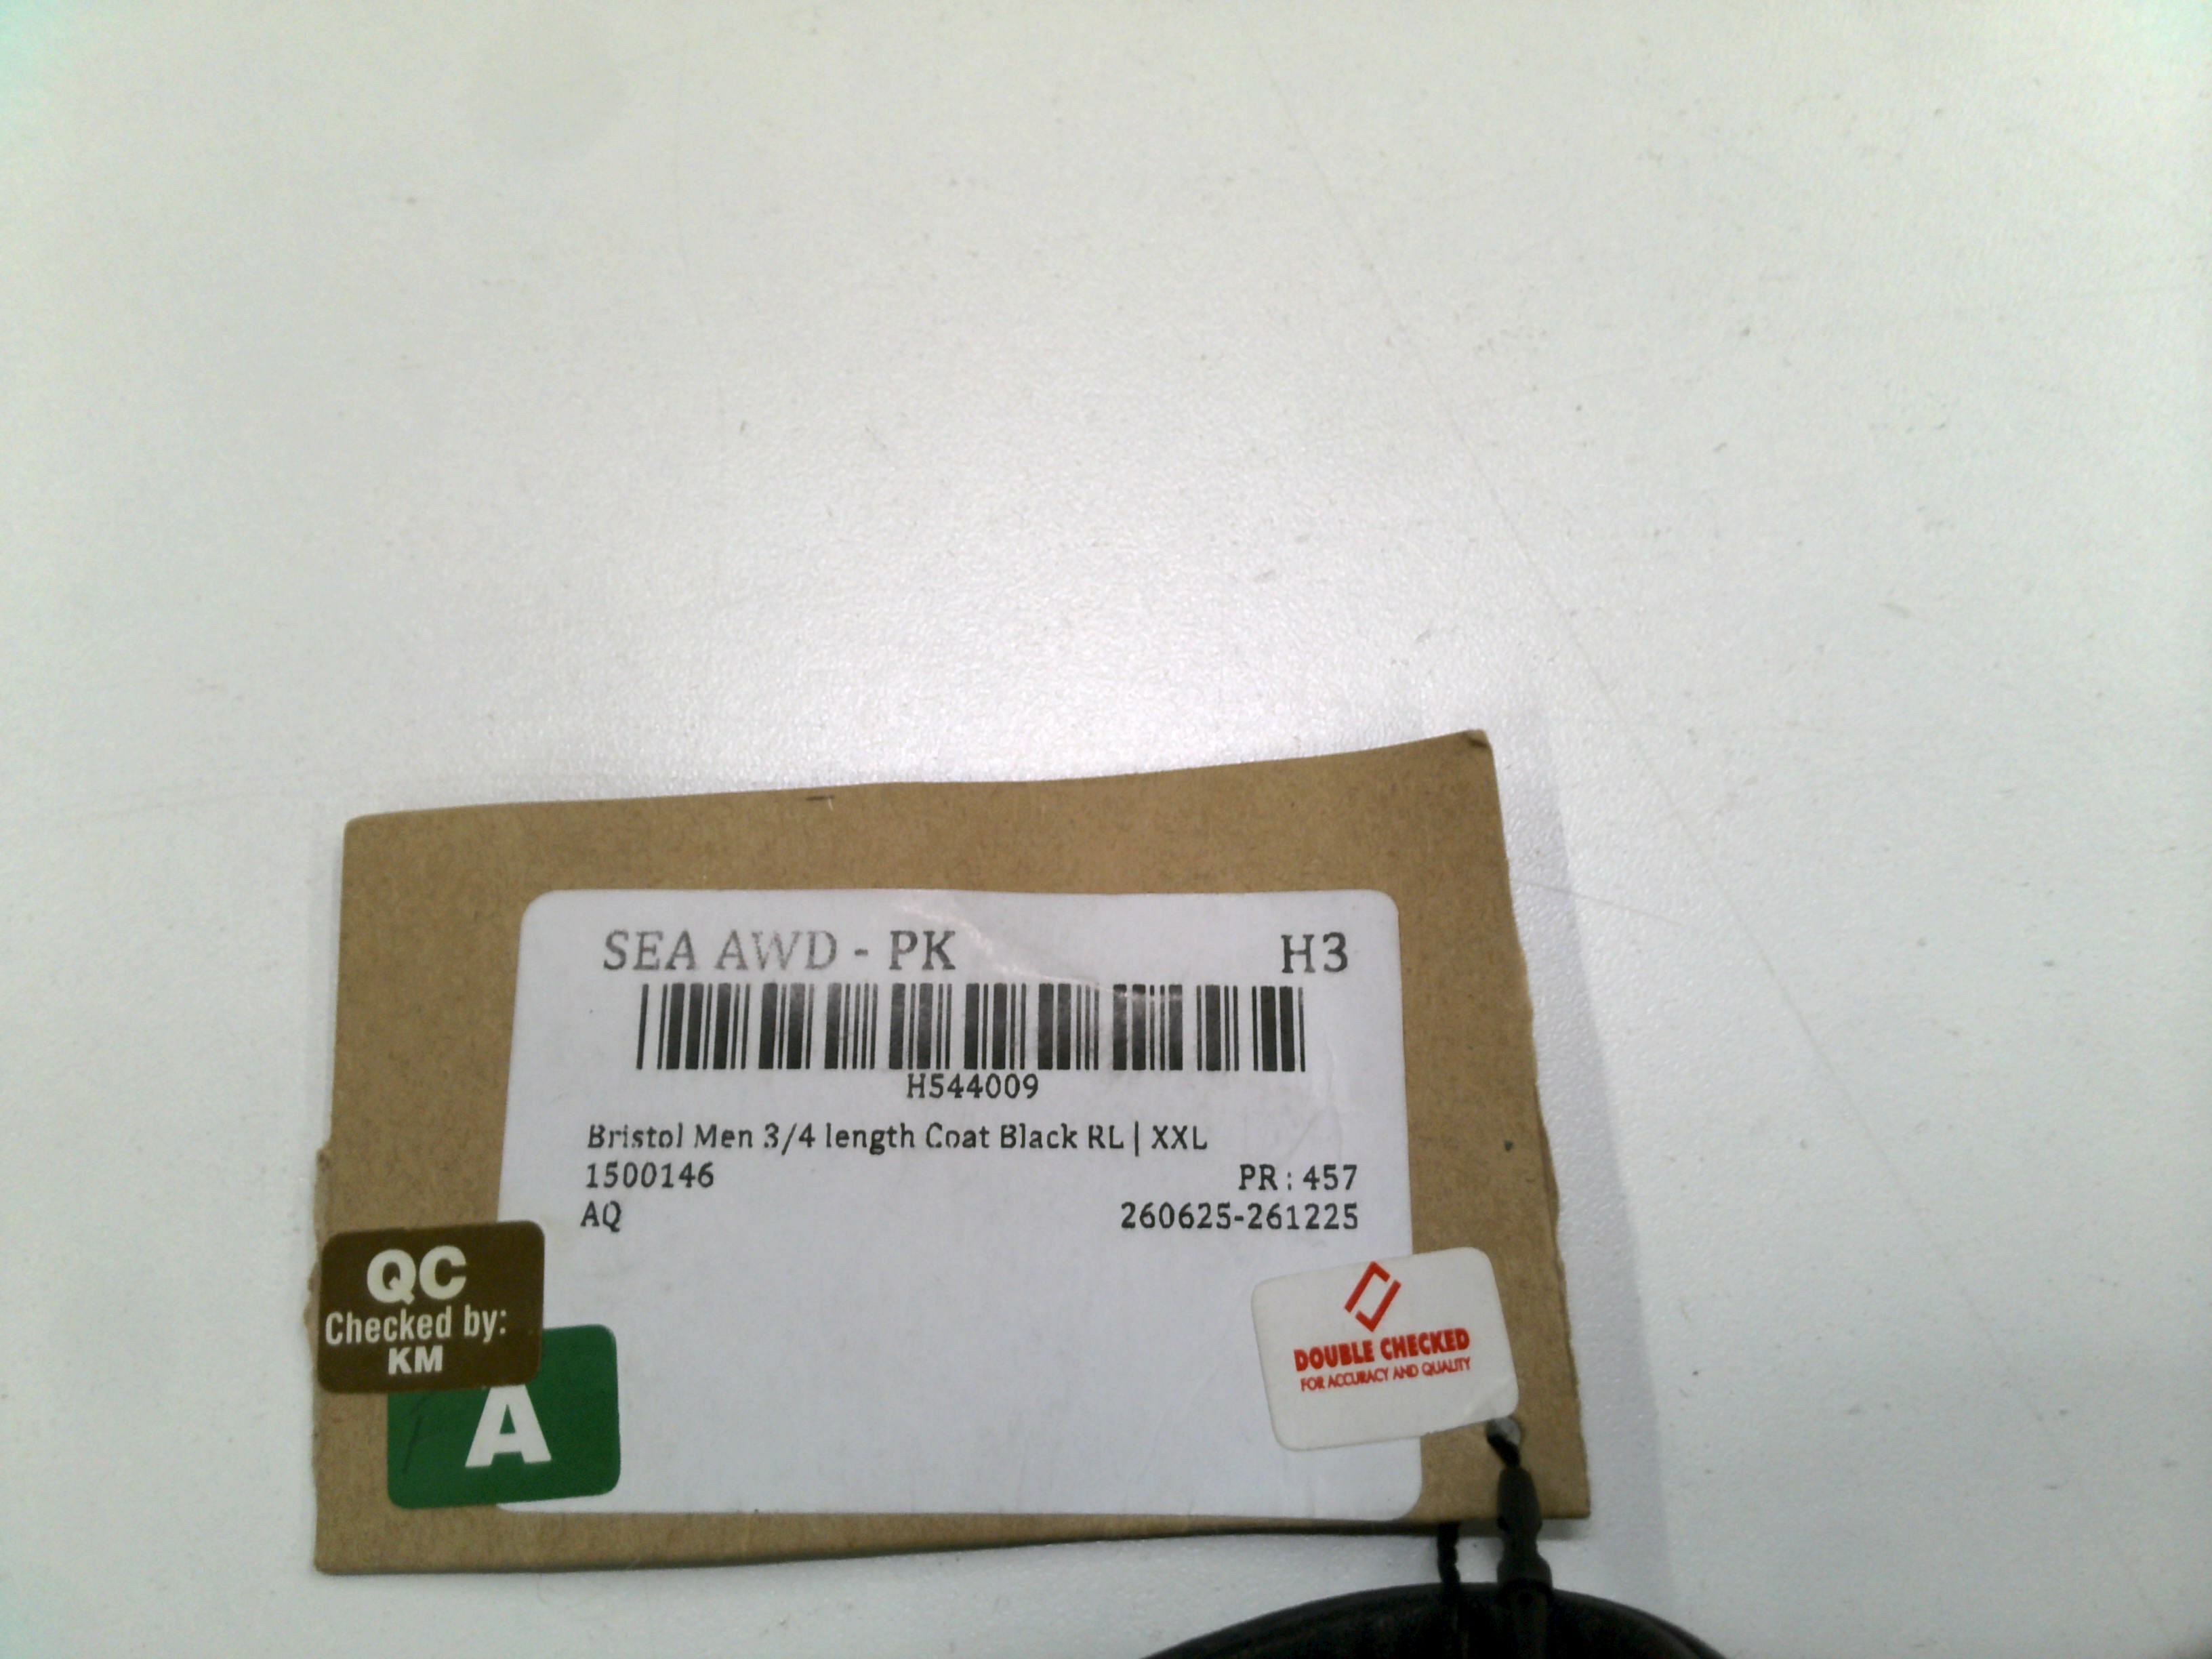 SEA AWD - PK H3
H544009
Bristol Men 3/4 length Coat Black RL | XXL
1500146 PR : 457
AQ 260625-261225
QC
Checked by:
KM
A
DOUBLE CHECKED
FOR ACCURACY AND QUALITY